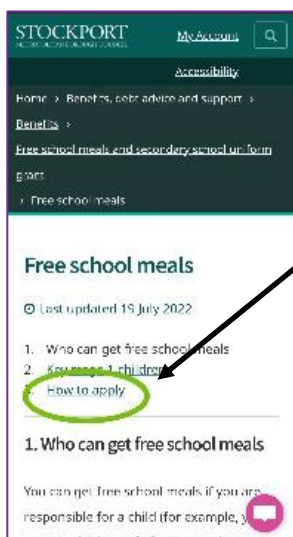 STOCKPORT
METROPOLITAN BOROUGH COUNCIL
My Account
Accessibility
Home > Benefits, debt advice and support >
Benefits >
Free school meals and secondary school uniform
grant
> Free school meals
Free school meals
Last updated 19 July 2022
1. Who can get free school meals
2. Key stage 1 children
3. How to apply
1. Who can get free school meals
You can get free school meals if you are
responsible for a child (for example,